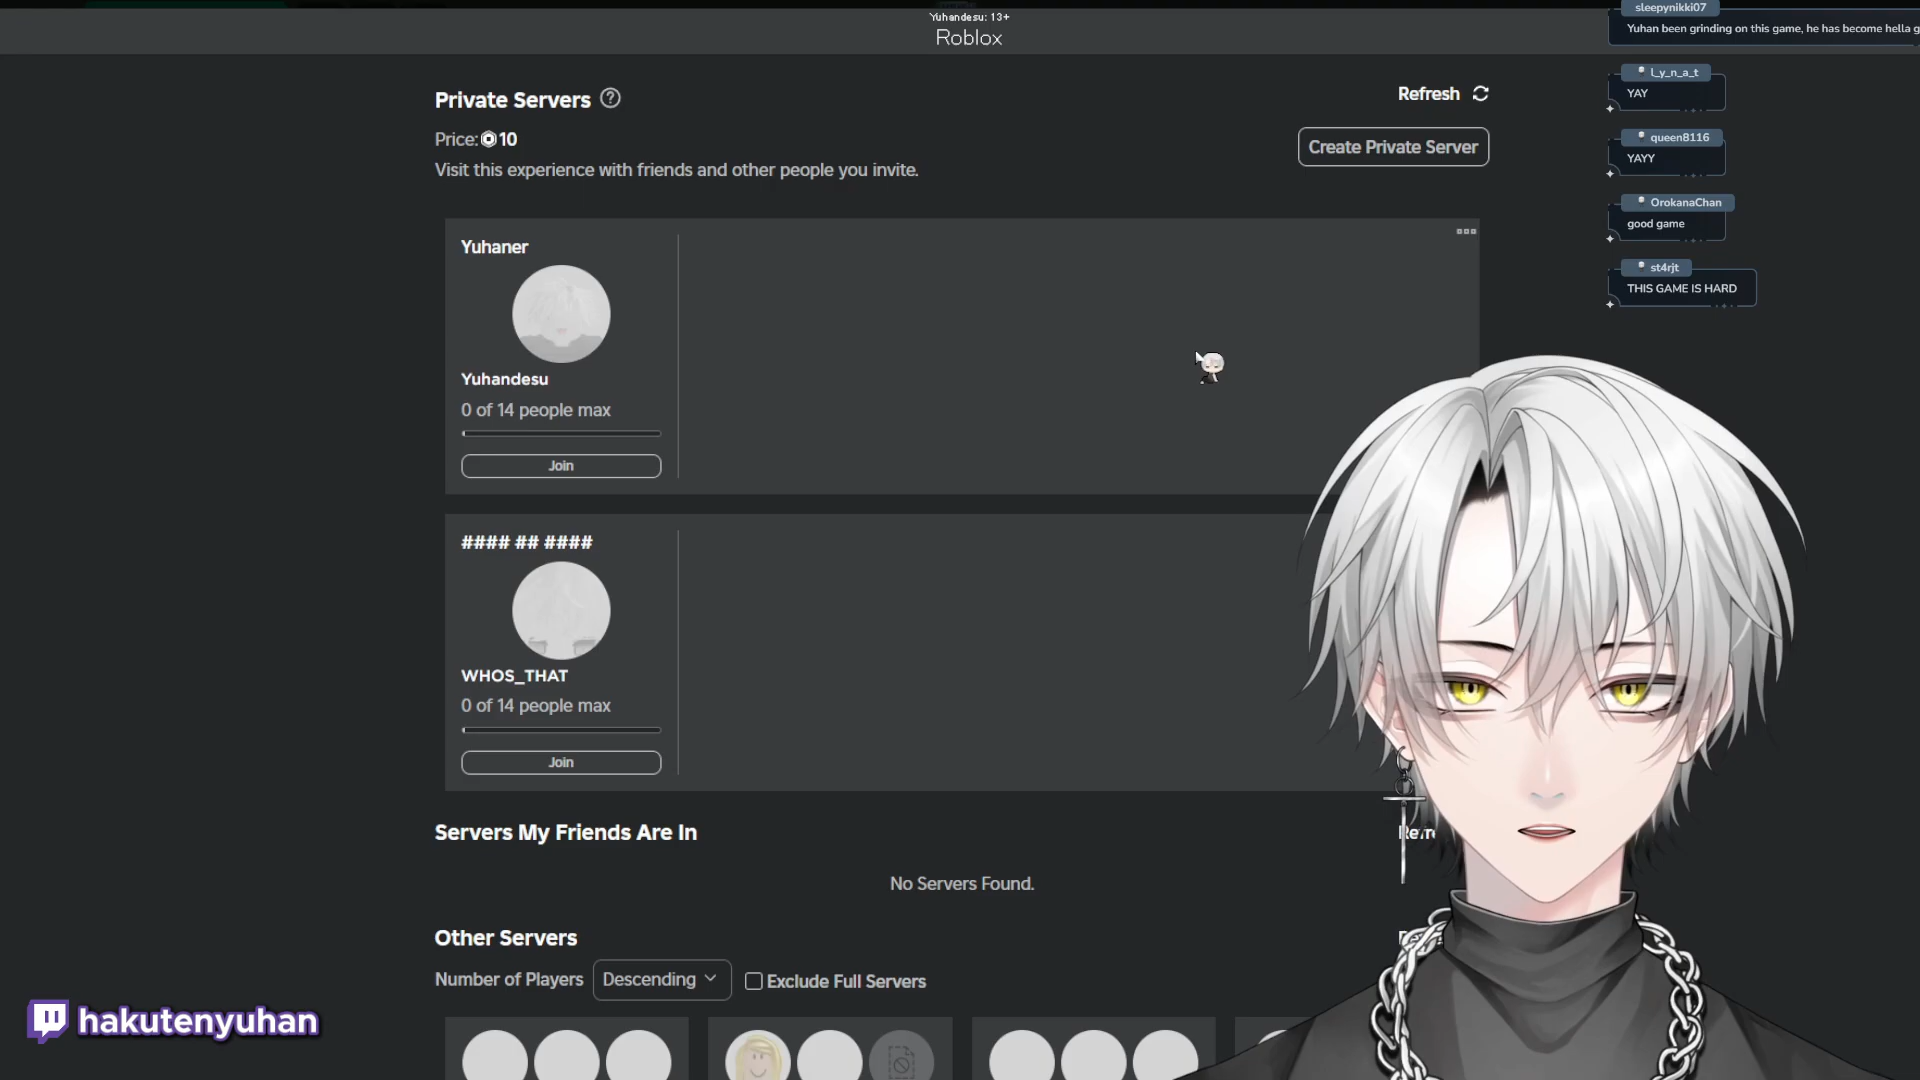 Yuhandesu: 13+
Roblox
Private Servers
Refresh
Price: 10
Create Private Server
Visit this experience with friends and other people you invite.
Yuhaner
Yuhandesu
0 of 14 people max
Join
#### ## ####
WHOS_THAT
0 of 14 people max
Join
Servers My Friends Are In
No Servers Found.
Other Servers
Number of Players
Descending
Exclude Full Servers
hakutenyuhan
sleepynikki07
Yuhan been grinding on this game, he has become hella
l_y_n_a_t
YAY
queen8116
YAYY
OrokanaChan
good game
st4rjt
THIS GAME IS HARD